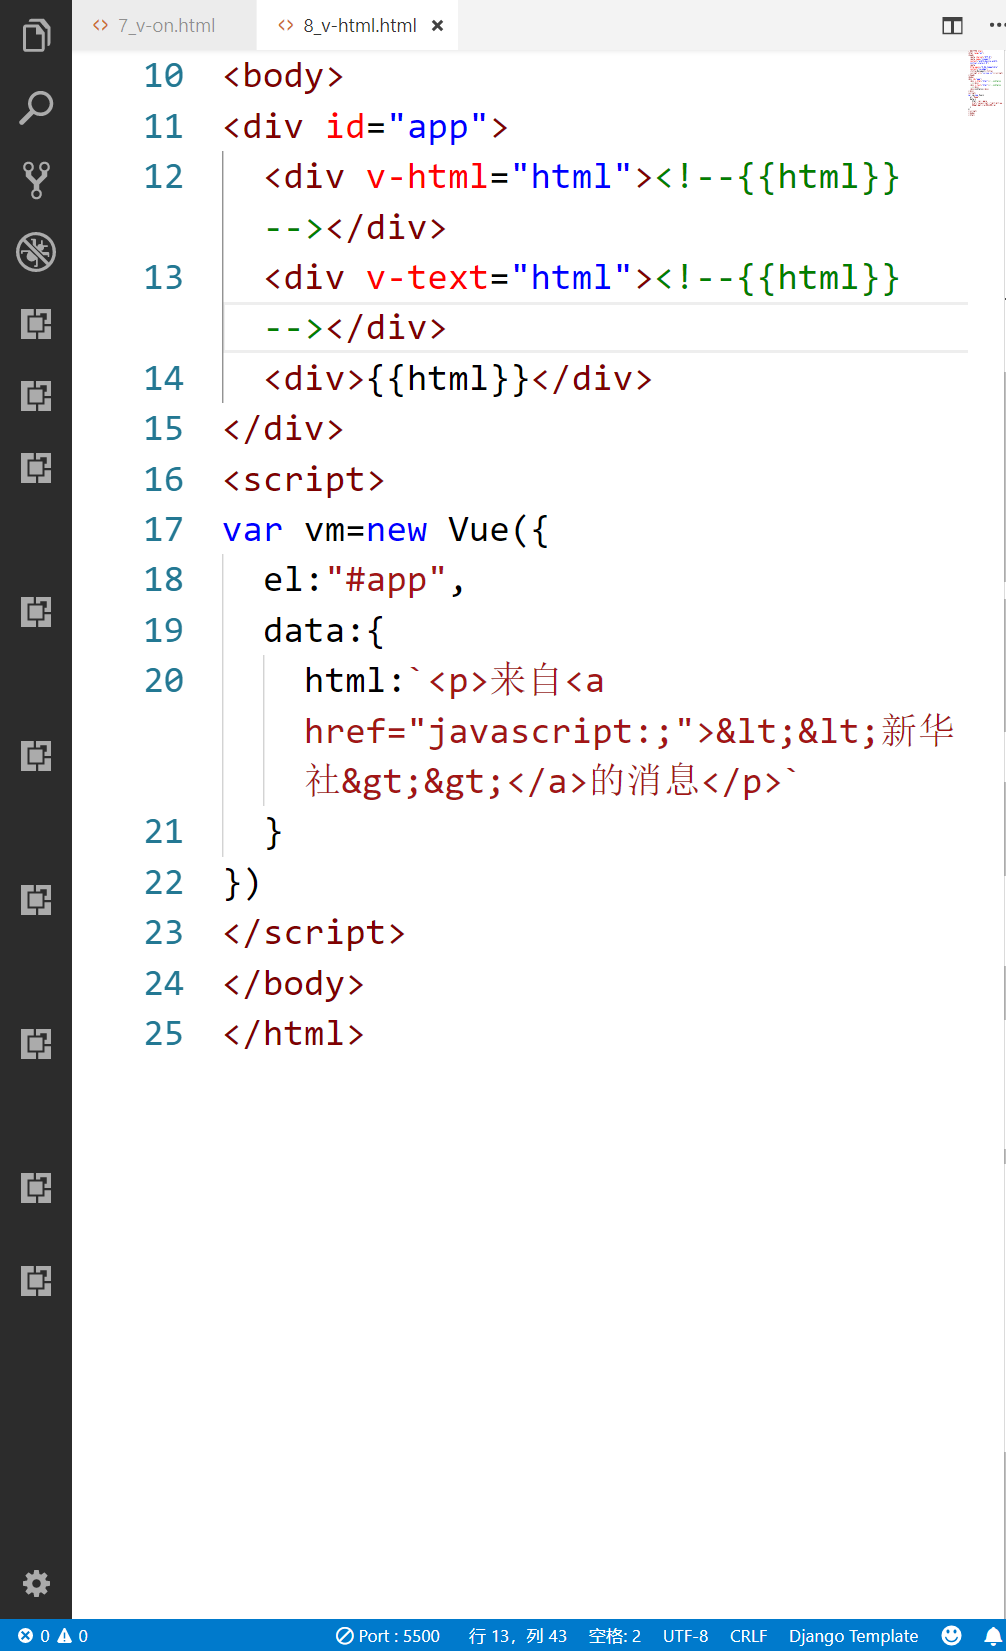 7_v-on.html 8_v-html.html
10 <body>
11 <div id="app">
12 <div v-html="html"><!--{{html}}
--></div>
13 <div v-text="html"><!--{{html}}
--></div>
14 <div>{{html}}</div>
15 </div>
16 <script>
17 var vm=new Vue({
18 el:"#app",
19 data:{
20 html:`<p>来自<a
href="javascript:;">&lt;&lt;新华
社&gt;&gt;</a>的消息</p>`
21 }
22 })
23 </script>
24 </body>
25 </html>
0 0 Port : 5500 行 13，列 43 空格: 2 UTF-8 CRLF Django Template